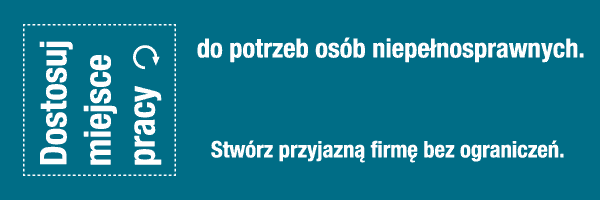 Dostosuj
miejsce
pracy
do potrzeb osób niepełnosprawnych.
Stwórz przyjazną firmę bez ograniczeń.